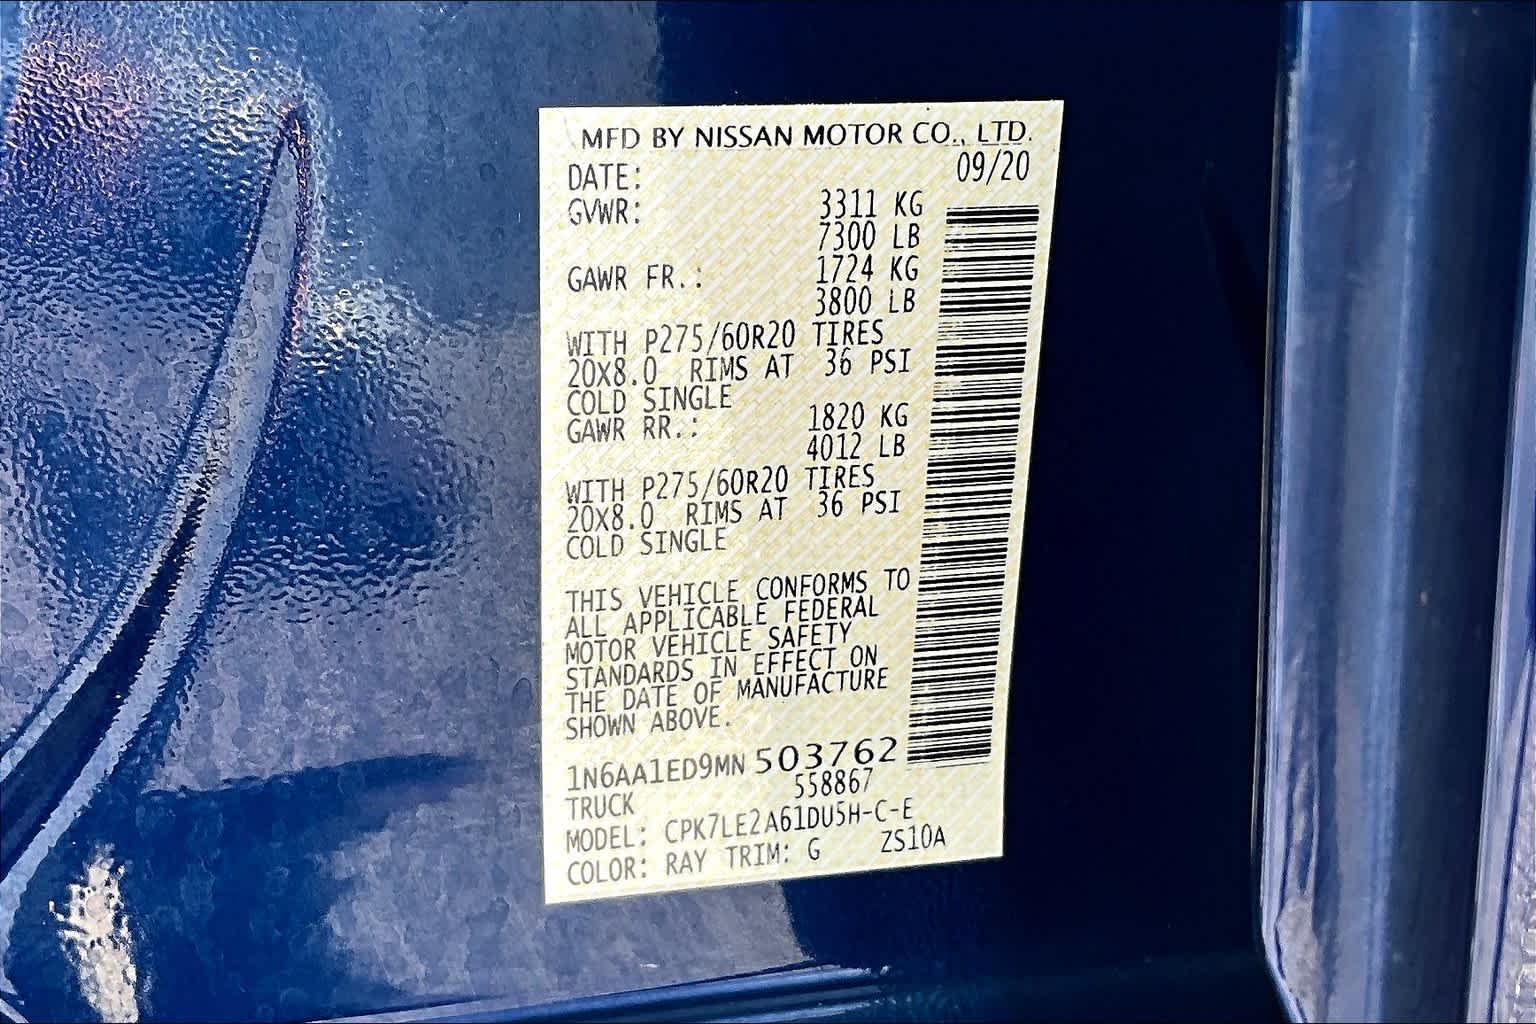 MFD BY NISSAN MOTOR CO., LTD.
DATE: 09/20
GVWR: 3311 KG
7300 LB
GAWR FR.: 1724 KG
3800 LB
WITH P275/60R20 TIRES
20X8.0 RIMS AT 36 PSI
COLD SINGLE
GAWR RR.: 1820 KG
4012 LB
WITH P275/60R20 TIRES
20X8.0 RIMS AT 36 PSI
COLD SINGLE
THIS VEHICLE CONFORMS TO
ALL APPLICABLE FEDERAL
MOTOR VEHICLE SAFETY
STANDARDS IN EFFECT ON
THE DATE OF MANUFACTURE
SHOWN ABOVE.
1N6AA1ED9MN503762
558867
TRUCK
MODEL: CPK7LE2A61DU5H-C-E
COLOR: RAY TRIM: G ZS10A